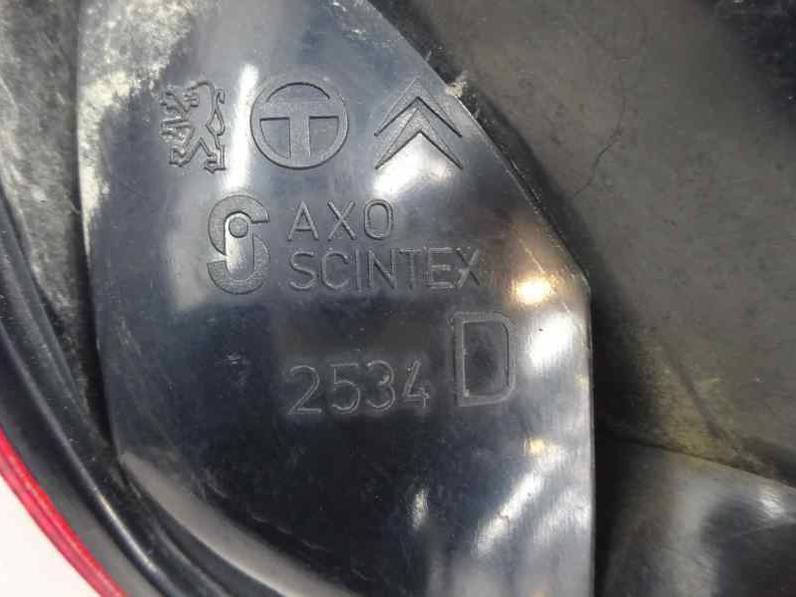 AXO
SCINTEX
2534 D